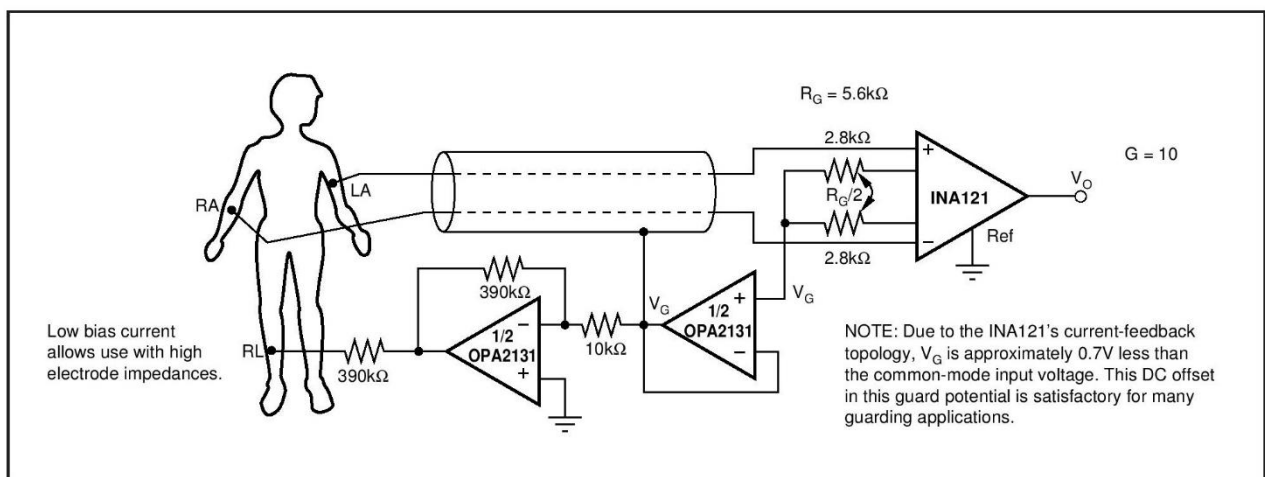 R_G = 5.6kΩ
2.8kΩ
G = 10
+
V_O
LA
RA
R_G/2
INA121
–
Ref
2.8kΩ
390kΩ
V_G
+
V_G
1/2
OPA2131
–
10kΩ
–
1/2
OPA2131
+
RL
390kΩ
Low bias current
allows use with high
electrode impedances.
NOTE: Due to the INA121's current-feedback
topology, V_G is approximately 0.7V less than
the common-mode input voltage. This DC offset
in this guard potential is satisfactory for many
guarding applications.